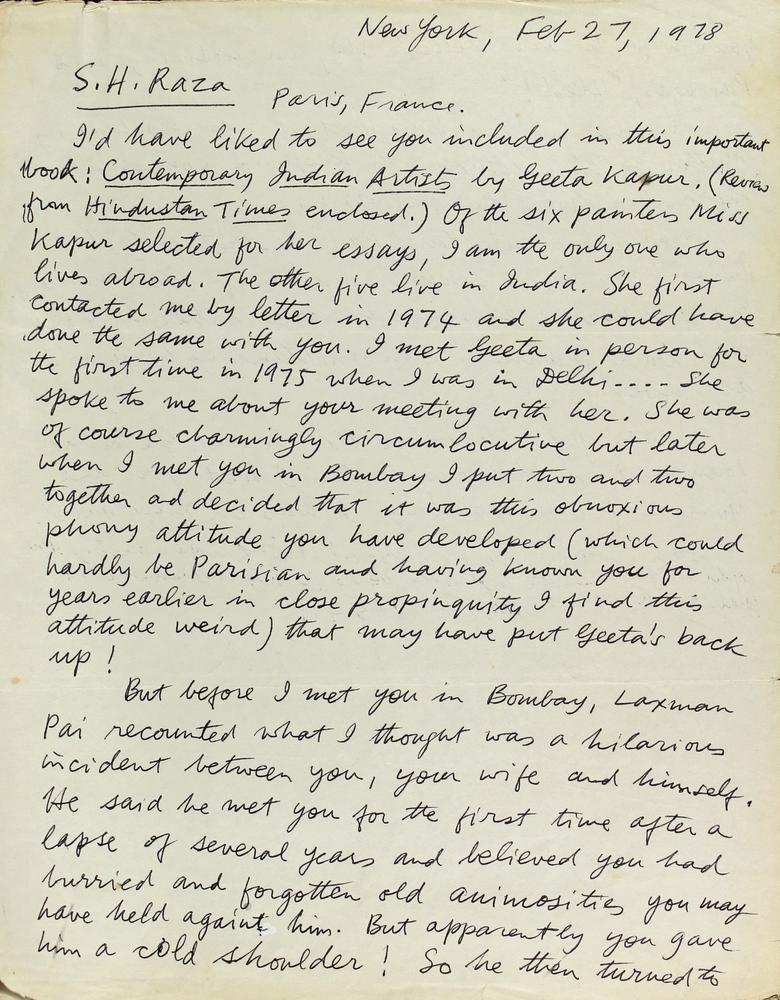 New York, Feb 27, 1978
S.H. Raza
Paris, France.
I'd have liked to see you included in this important
book: Contemporary Indian Artists by Geeta Kapur. (Review
from Hindustan Times enclosed.) Of the six painters Miss
Kapur selected for her essays, I am the only one who
lives abroad. The other five live in India. She first
contacted me by letter in 1974 and she could have
done the same with you. I met Geeta in person for
the first time in 1975 when I was in Delhi.... She
spoke to me about your meeting with her. She was
of course charmingly circumlocutive but later
when I met you in Bombay I put two and two
together and decided that it was this obnoxious
phony attitude you have developed (which could
hardly be Parisian and having known you for
years earlier in close propinquity I find this
attitude weird) that may have put Geeta's back
up!
But before I met you in Bombay, Laxman
Pai recounted what I thought was a hilarious
incident between you, your wife and himself.
He said he met you for the first time after a
lapse of several years and believed you had
burried and forgotten old animosities you may
have held againt him. But apparently you gave
him a cold shoulder! So he then turned to